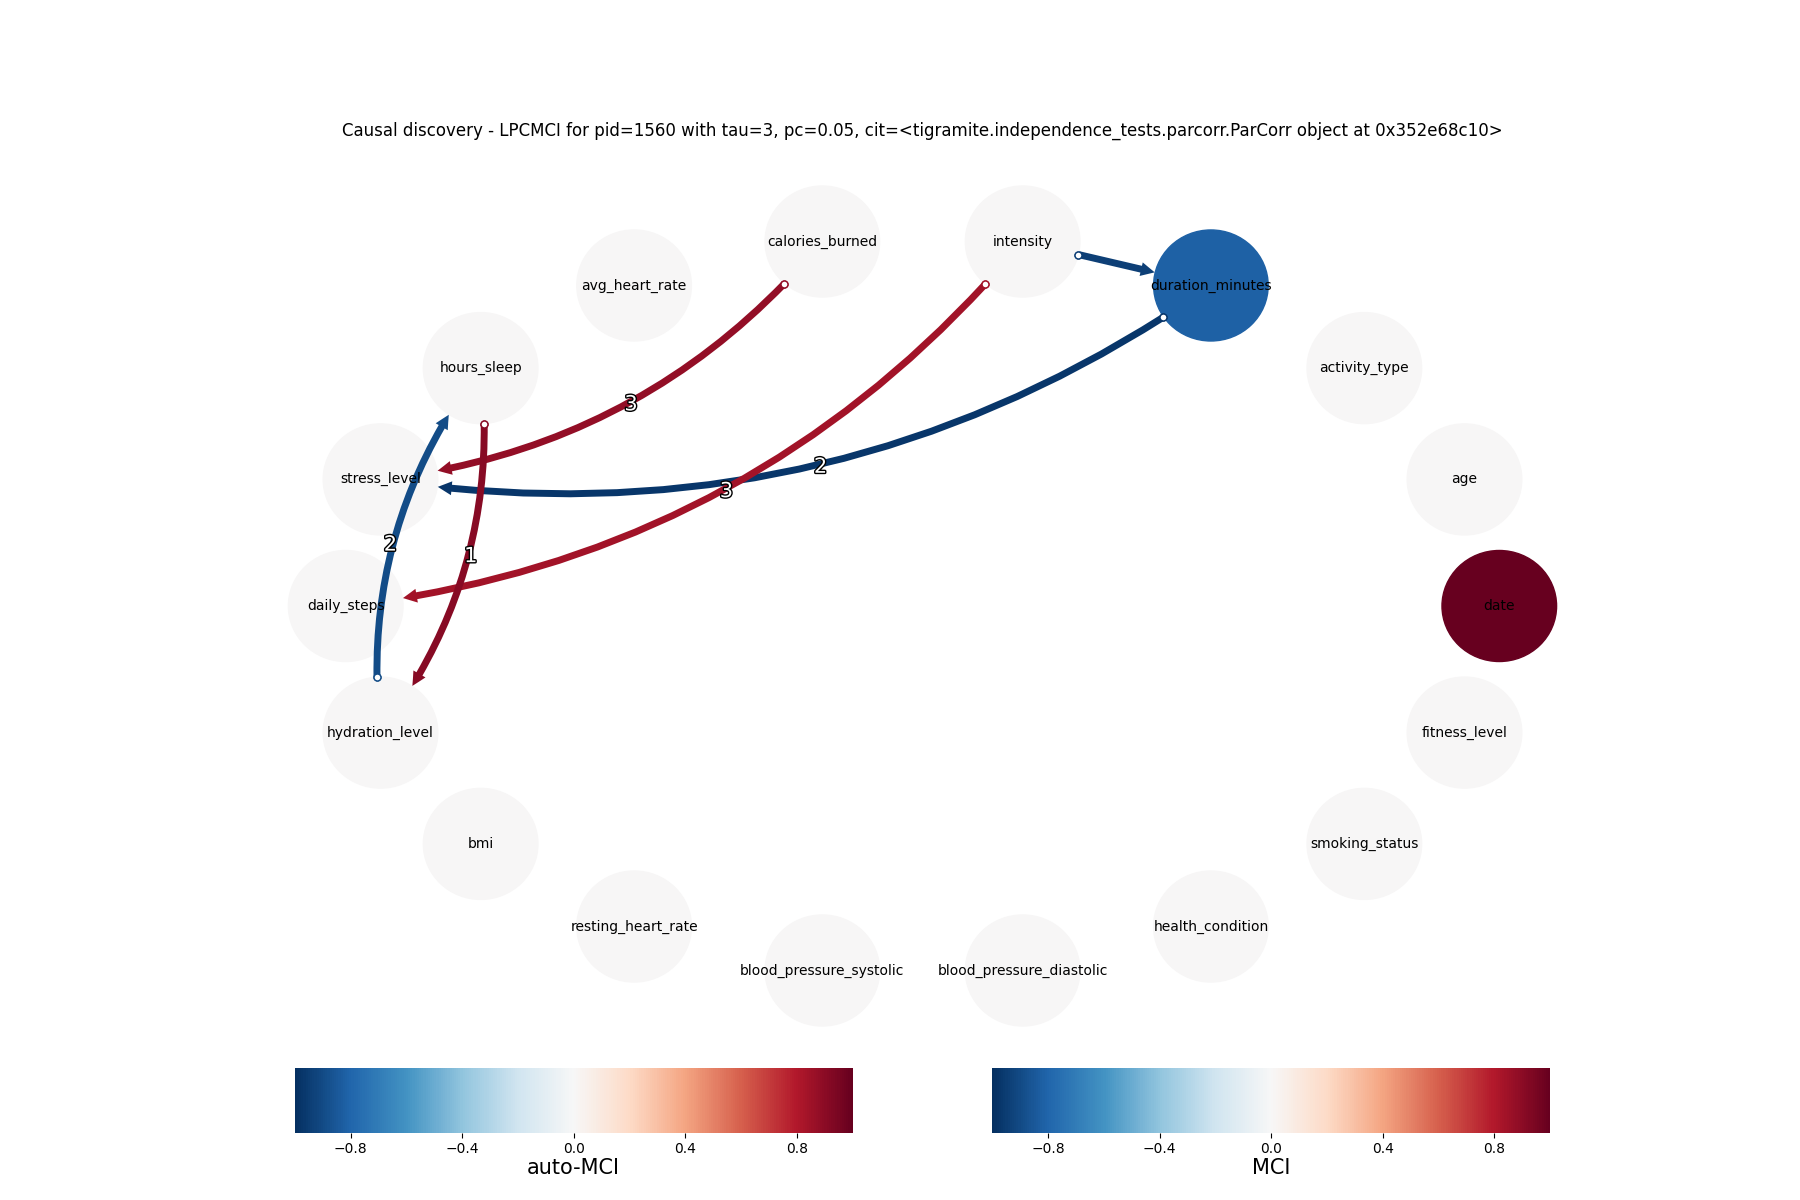 Causal discovery - LPCMCI for pid=1560 with tau=3, pc=0.05, cit=<tigramite.independence_tests.parcorr.ParCorr object at 0x352e68c10>
calories_burned
intensity
avg_heart_rate
duration_minutes
hours_sleep
activity_type
3
2
stress_level
age
3
2
1
daily_steps
date
hydration_level
fitness_level
bmi
smoking_status
resting_heart_rate
health_condition
blood_pressure_systolic
blood_pressure_diastolic
−0.8 −0.4 0.0 0.4 0.8
auto-MCI
−0.8 −0.4 0.0 0.4 0.8
MCI